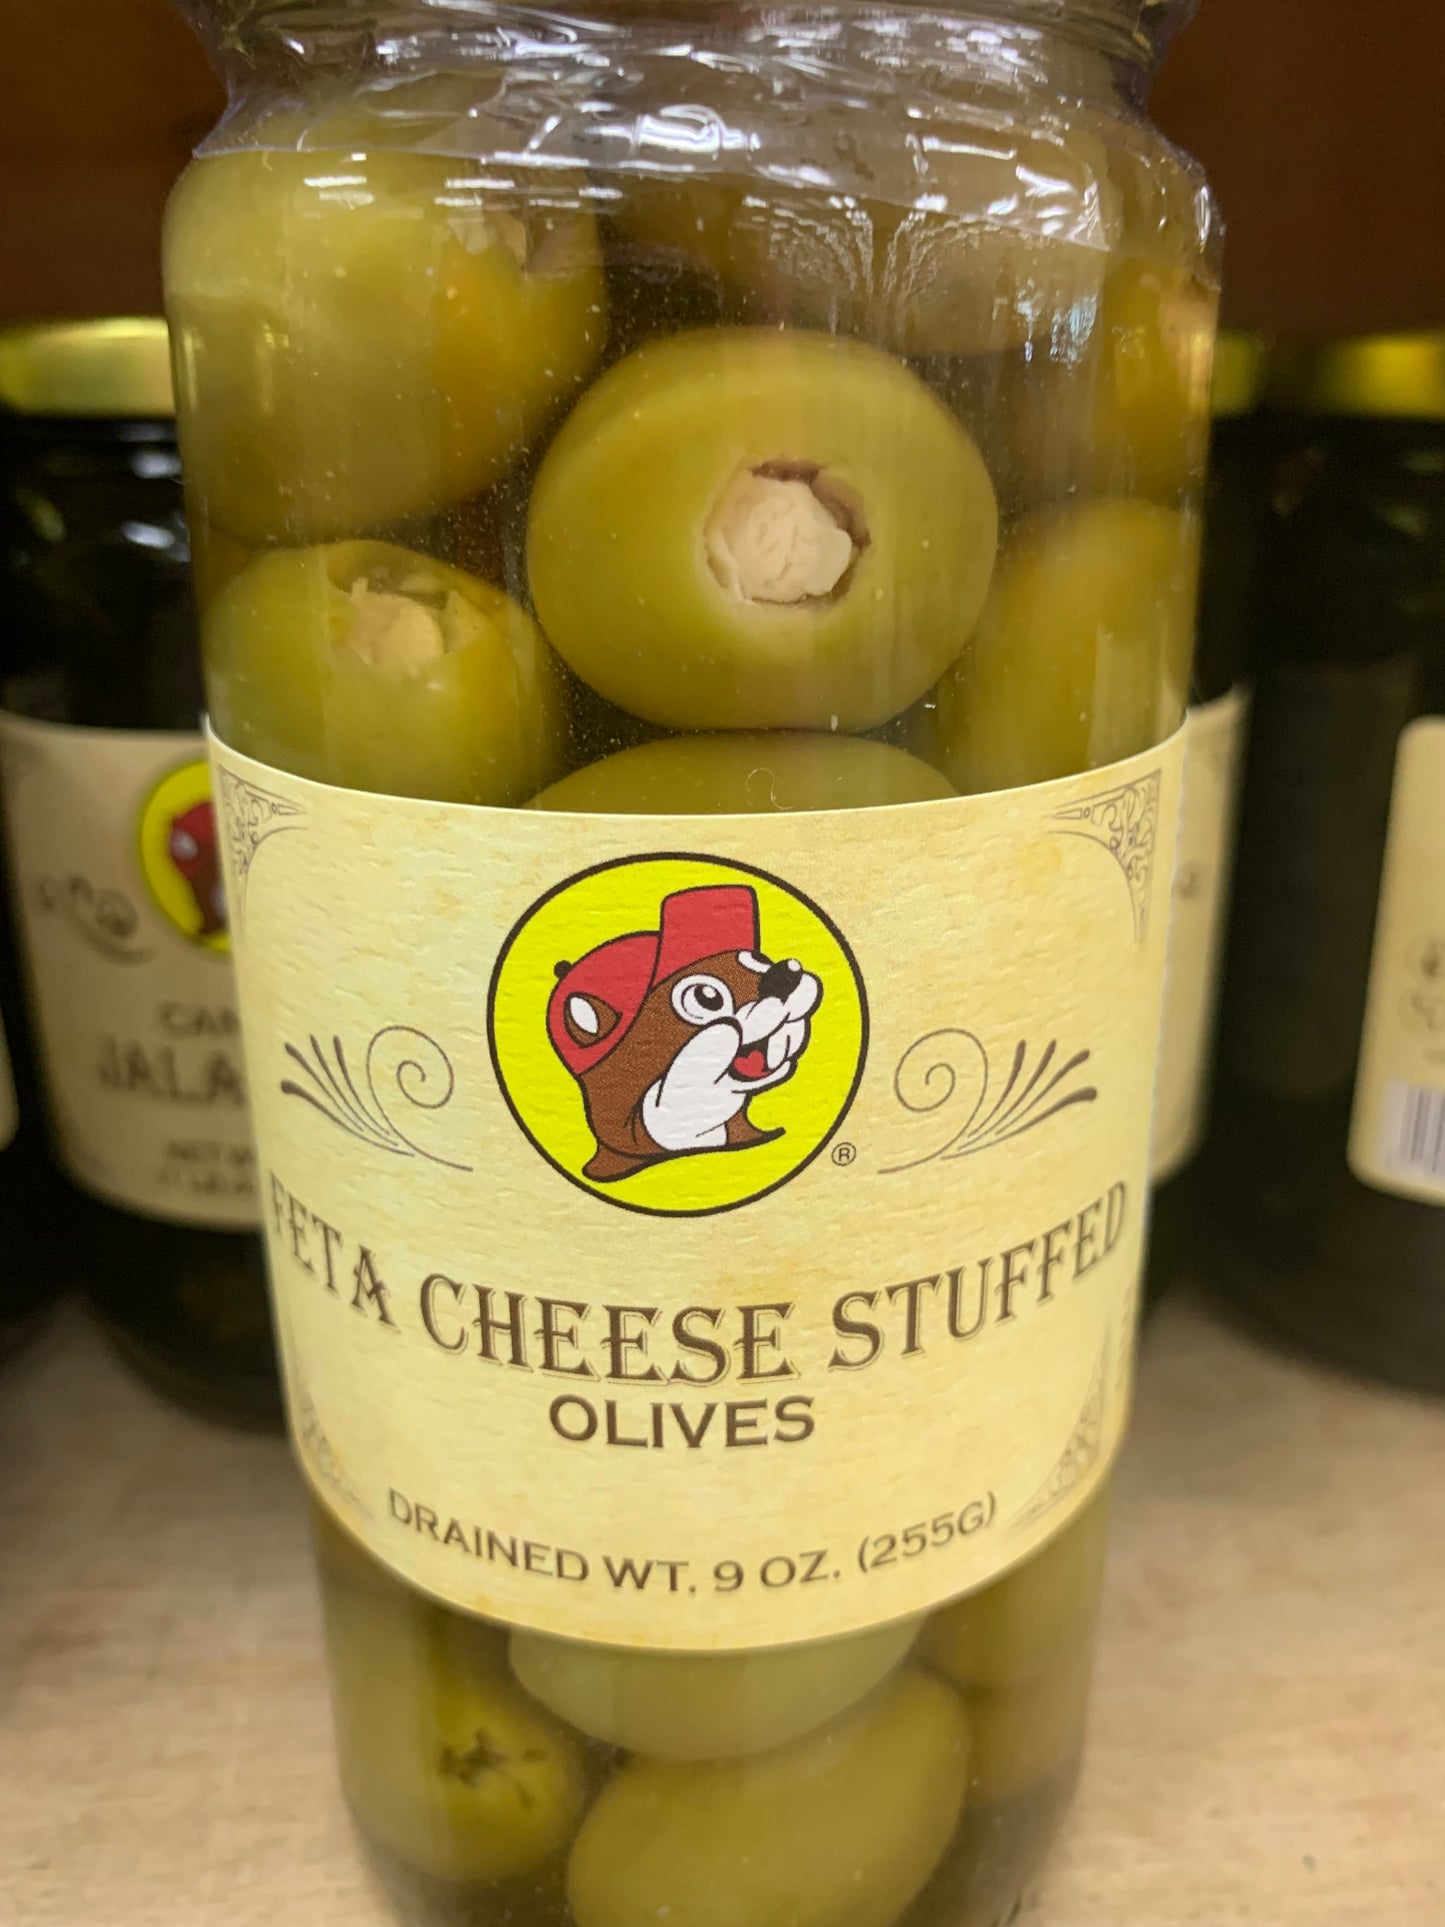 ®
FETA CHEESE STUFFED
OLIVES
DRAINED WT. 9 OZ. (255G)